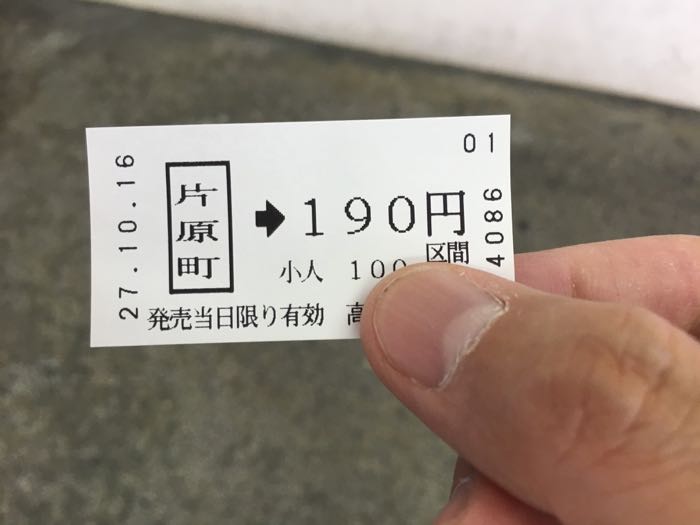 01
27.10.16
片原町
➡190円
区間
小人 100
4086
発売当日限り有効 高